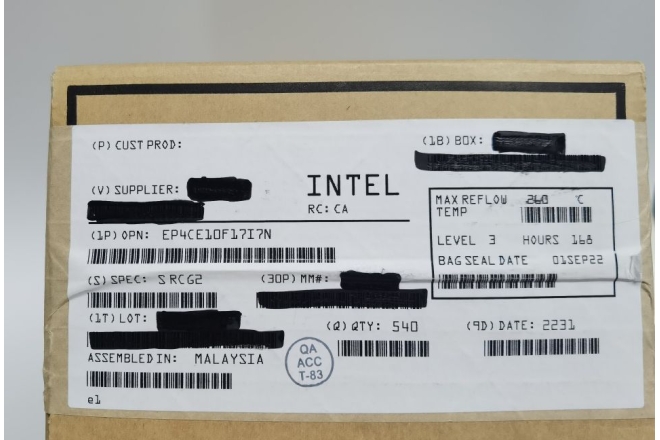 (P) CUST PROD:
(1B) BOX:
(V) SUPPLIER:
INTEL
RC: CA
MAX REFLOW TEMP 260 °C
(1P) OPN: EP4CE10F17I7N
LEVEL 3 HOURS 168
BAG SEAL DATE 01SEP22
(S) SPEC: S RCG2
(30P) MM#:
(1T) LOT:
(Q) QTY: 540
(9D) DATE: 2231
ASSEMBLED IN: MALAYSIA
QA
ACC
T-83
e1